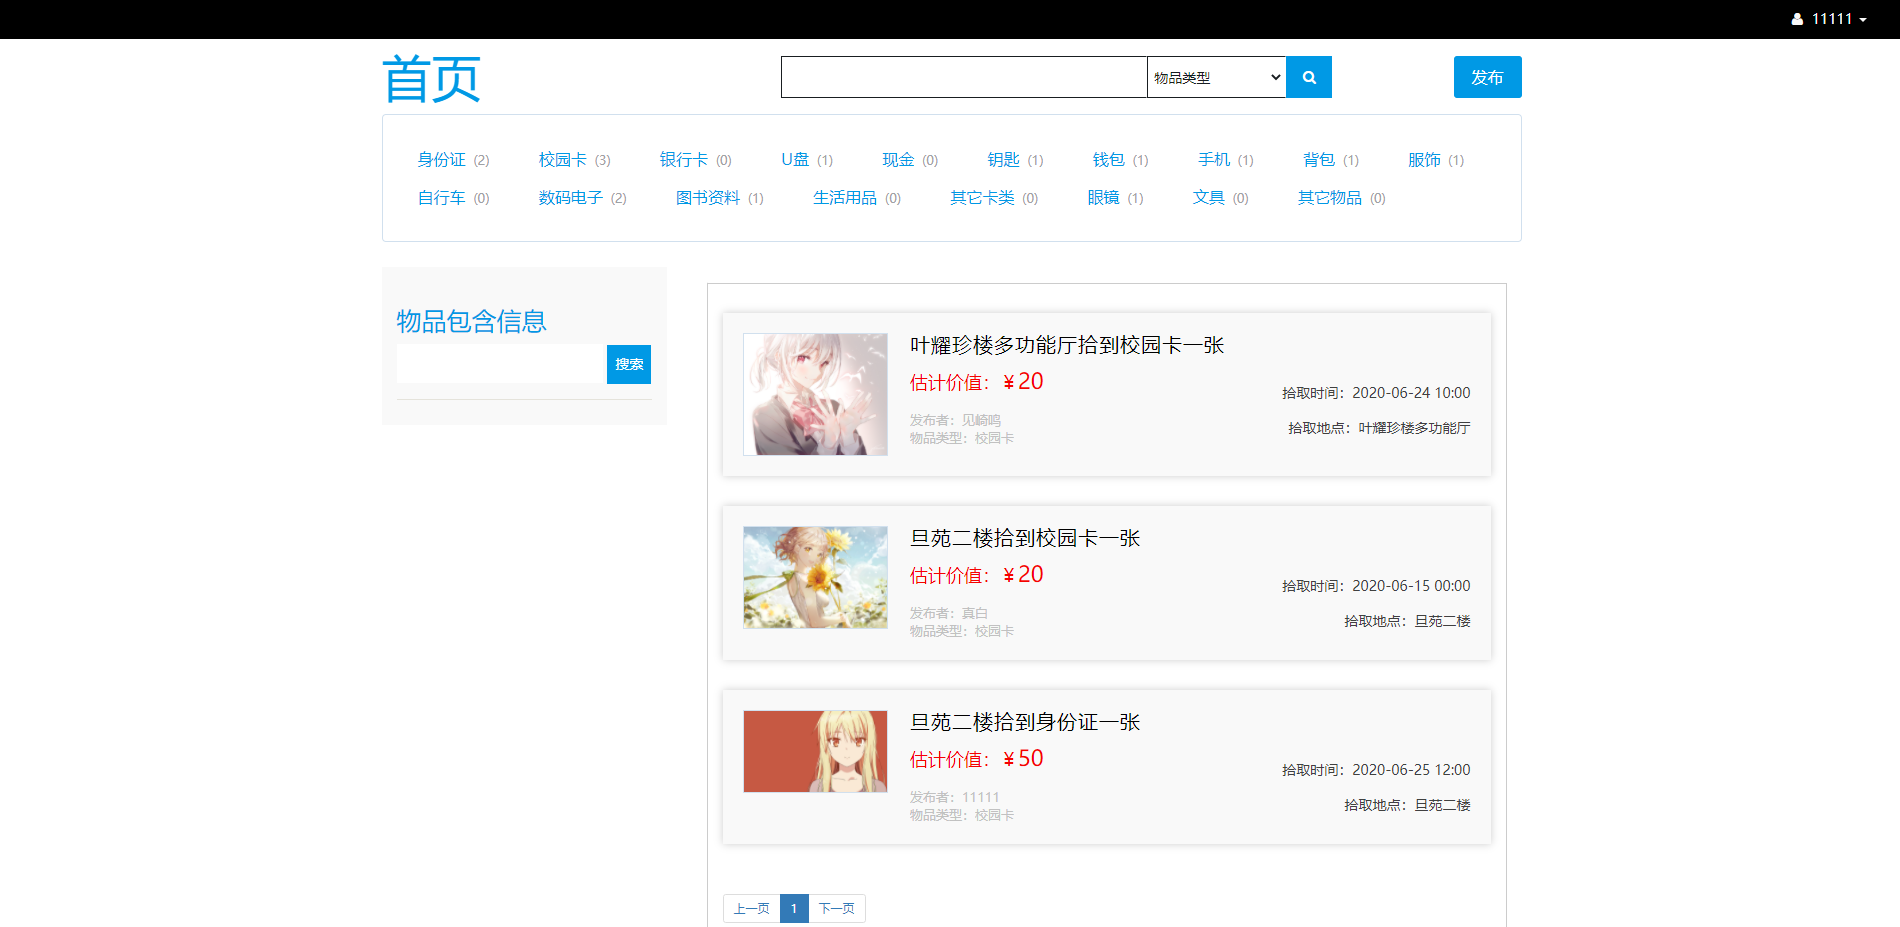 11111
首页
物品类型
发布
身份证 (2) 校园卡 (3) 银行卡 (0) U盘 (1) 现金 (0) 钥匙 (1) 钱包 (1) 手机 (1) 背包 (1) 服饰 (1)
自行车 (0) 数码电子 (2) 图书资料 (1) 生活用品 (0) 其它卡类 (0) 眼镜 (1) 文具 (0) 其它物品 (0)
物品包含信息
搜索
叶耀珍楼多功能厅拾到校园卡一张
估计价值：￥20
发布者：见崎鸣
物品类型：校园卡
拾取时间：2020-06-24 10:00
拾取地点：叶耀珍楼多功能厅
旦苑二楼拾到校园卡一张
估计价值：￥20
发布者：真白
物品类型：校园卡
拾取时间：2020-06-15 00:00
拾取地点：旦苑二楼
旦苑二楼拾到身份证一张
估计价值：￥50
发布者：11111
物品类型：校园卡
拾取时间：2020-06-25 12:00
拾取地点：旦苑二楼
上一页 1 下一页